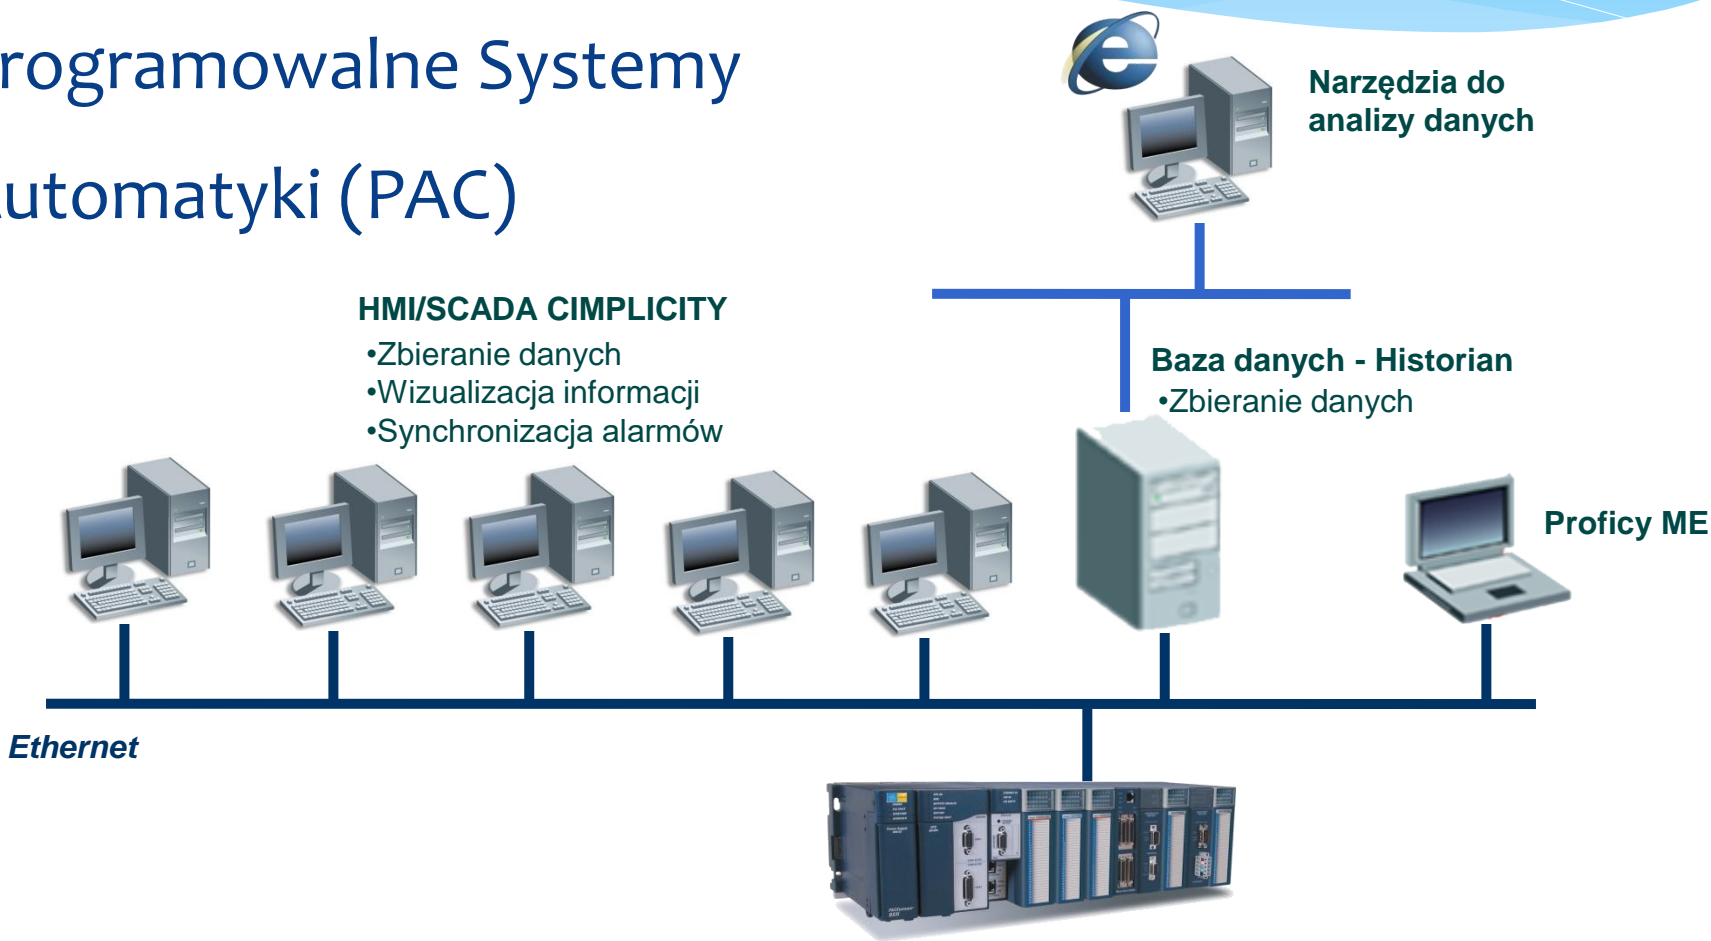 rogramowalne Systemy
utomatyki (PAC)
Narzędzia do
analizy danych
HMI/SCADA CIMPLICITY
•Zbieranie danych
•Wizualizacja informacji
•Synchronizacja alarmów
Baza danych - Historian
•Zbieranie danych
Proficy ME
Ethernet